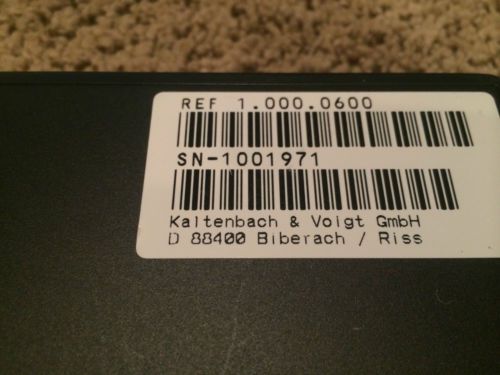 REF 1.000.0600
SN-1001971
Kaltenbach & Voigt GmbH
D 88400 Biberach / Riss